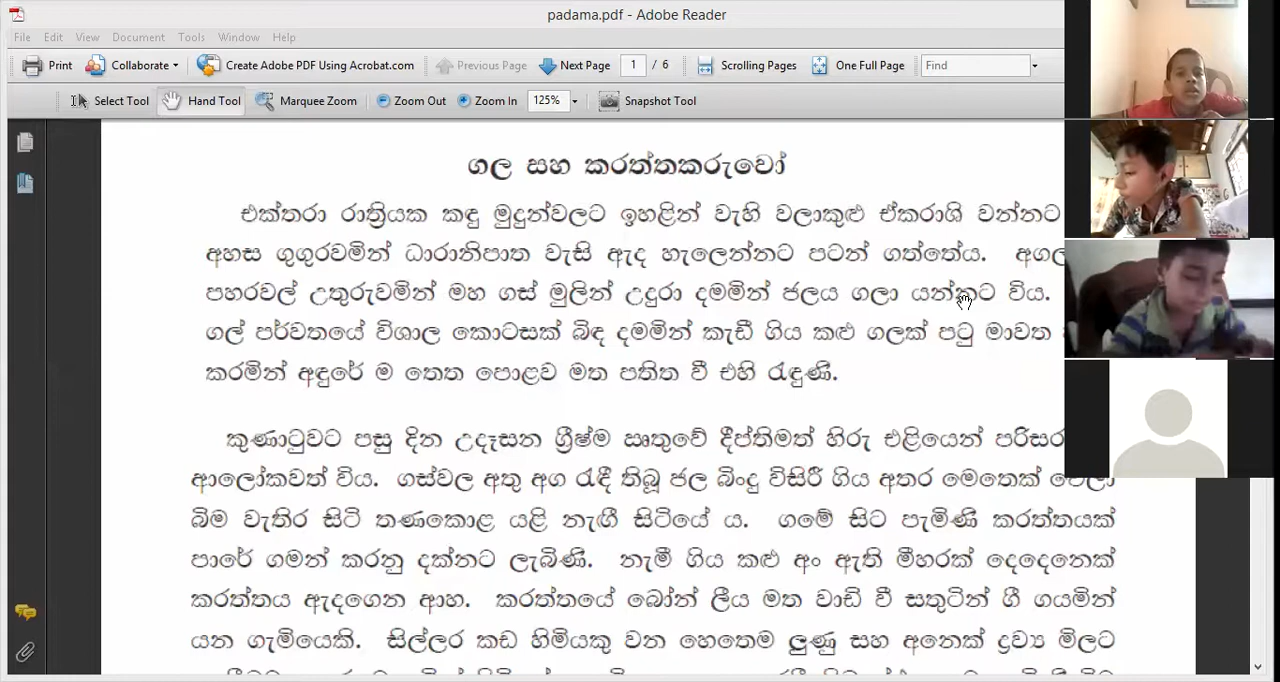 padama.pdf - Adobe Reader
File Edit View Document Tools Window Help
Print Collaborate Create Adobe PDF Using Acrobat.com Previous Page Next Page 1 / 6 Scrolling Pages One Full Page Find
Select Tool Hand Tool Marquee Zoom Zoom Out Zoom In 125% Snapshot Tool
ගල සහ කරත්තකරුවෝ
එක්තරා රාත්‍රියක කඳු මුදුන්වලට ඉහළින් වැහි වලාකුළු ඒකරාශි වන්නට
අහස ගුගුරවමින් ධාරානිපාත වැසි ඇද හැලෙන්නට පටන් ගත්තේය.
පහරවල් උතුරුවමින් මහ ගස් මුලින් උදුරා දමමින් ජලය ගලා යන්නට විය.
ගල් පර්වතයේ විශාල කොටසක් බිඳ දමමින් කැඩී ගිය කළු ගලක් පටු මාවත
කරමින් අඳුරේ ම තෙත පොළව මත පතිත වී එහි රැඳුණි.
කුණාටුවට පසු දින උදෑසන ග්‍රීෂ්ම ඍතුවේ දීප්තිමත් හිරු එළියෙන් පරිසර
ආලෝකවත් විය. ගස්වල අතු අග රැඳී තිබූ ජල බිංදු විසිරී ගිය අතර මෙතෙක්
බිම වැතිර සිටි තණකොළ යළි නැඟී සිටියේ ය. ගමේ සිට පැමිණි කරත්තයක්
පාරේ ගමන් කරනු දක්නට ලැබිණි. නැමී ගිය කළු අං ඇති මීහරක් දෙදෙනෙක්
කරත්තය ඇදගෙන ආහ. කරත්තයේ බෝන් ලීය මත වාඩි වී සතුටින් ගී ගයමින්
යන ගැමියෙකි. සිල්ලර කඩ හිමියකු වන හෙතෙම ලුණු සහ අනෙක් ද්‍රව්‍ය මිලට